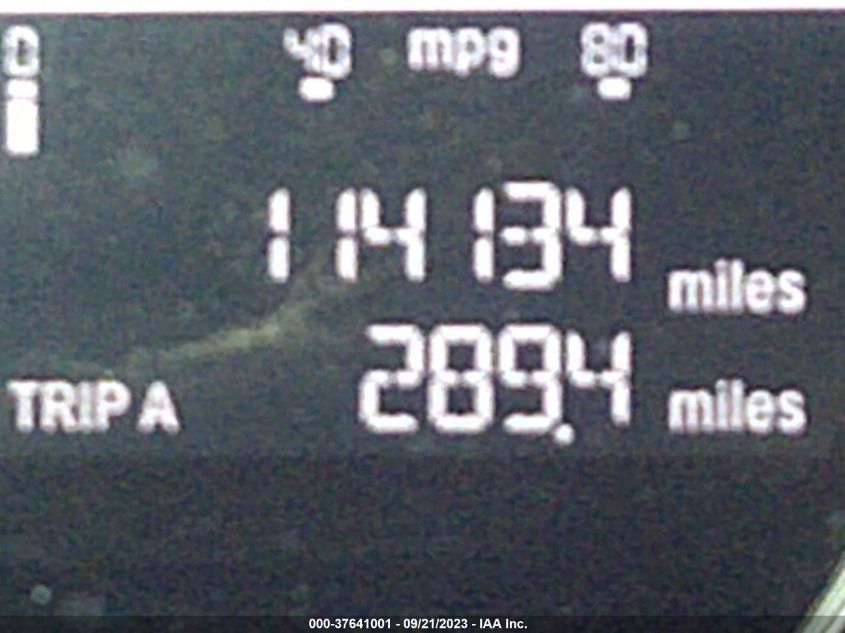 0 40 mpg 80
114134 miles
TRIP A 289.4 miles
000-37641001 - 09/21/2023 - IAA Inc.